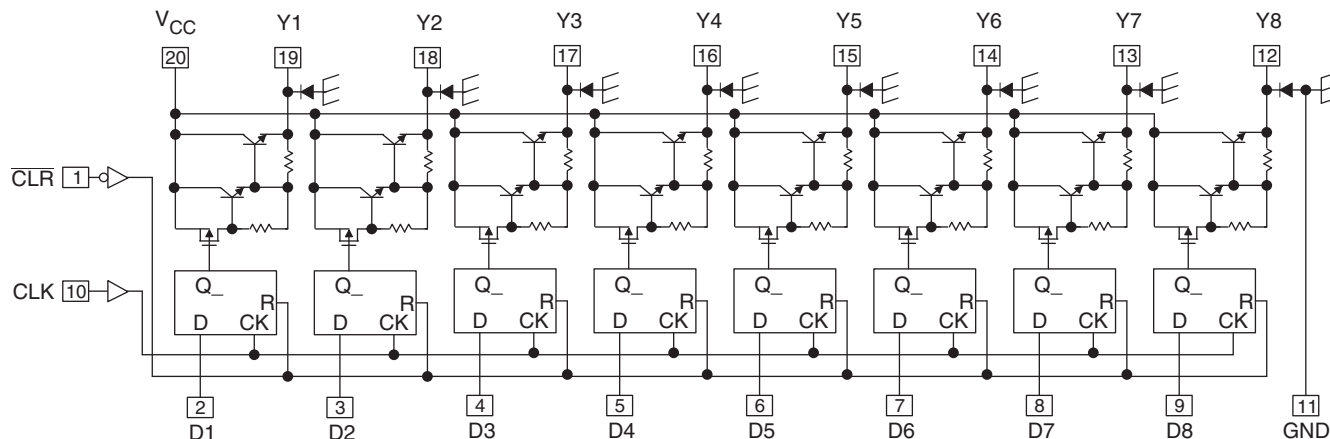 V_CC Y1 Y2 Y3 Y4 Y5 Y6 Y7 Y8
20 19 18 17 16 15 14 13 12
CLR 1
CLK 10
Q_ Q_ Q_ Q_ Q_ Q_ Q_ Q_
R R R R R R R R
D CK D CK D CK D CK D CK D CK D CK D CK
2 3 4 5 6 7 8 9 11
D1 D2 D3 D4 D5 D6 D7 D8 GND